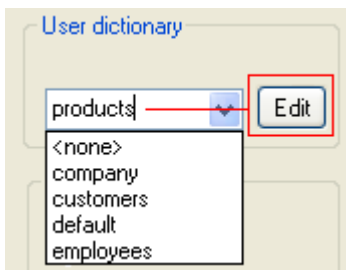 User dictionary
products Edit
<none>
company
customers
default
employees